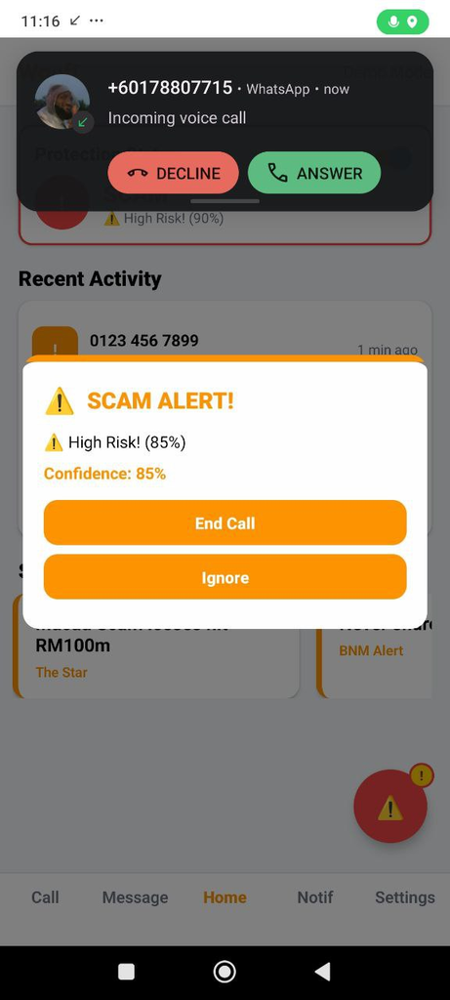 11:16
+60178807715 • WhatsApp • now
Incoming voice call
DECLINE
ANSWER
⚠️ High Risk! (90%)
Recent Activity
0123 456 7899
1 min ago
SCAM ALERT!
⚠️ High Risk! (85%)
Confidence: 85%
End Call
Ignore
RM100m
The Star
BNM Alert
Call
Message
Home
Notif
Settings